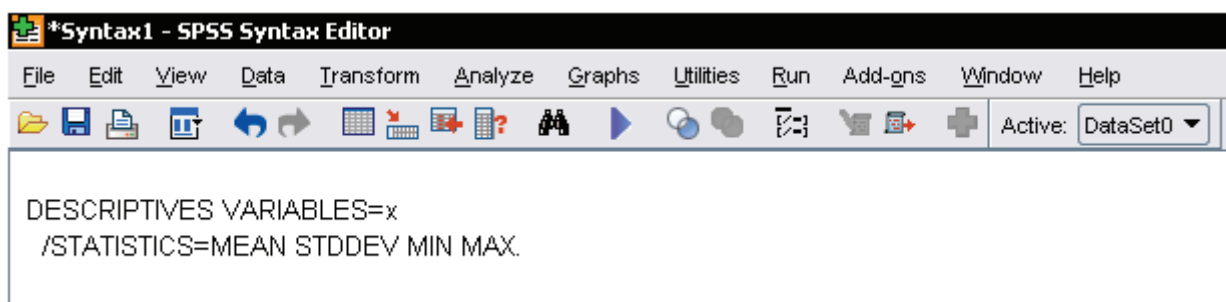 *Syntax1 - SPSS Syntax Editor
File Edit View Data Transform Analyze Graphs Utilities Run Add-ons Window Help
Active: DataSet0
DESCRIPTIVES VARIABLES=x
/STATISTICS=MEAN STDDEV MIN MAX.